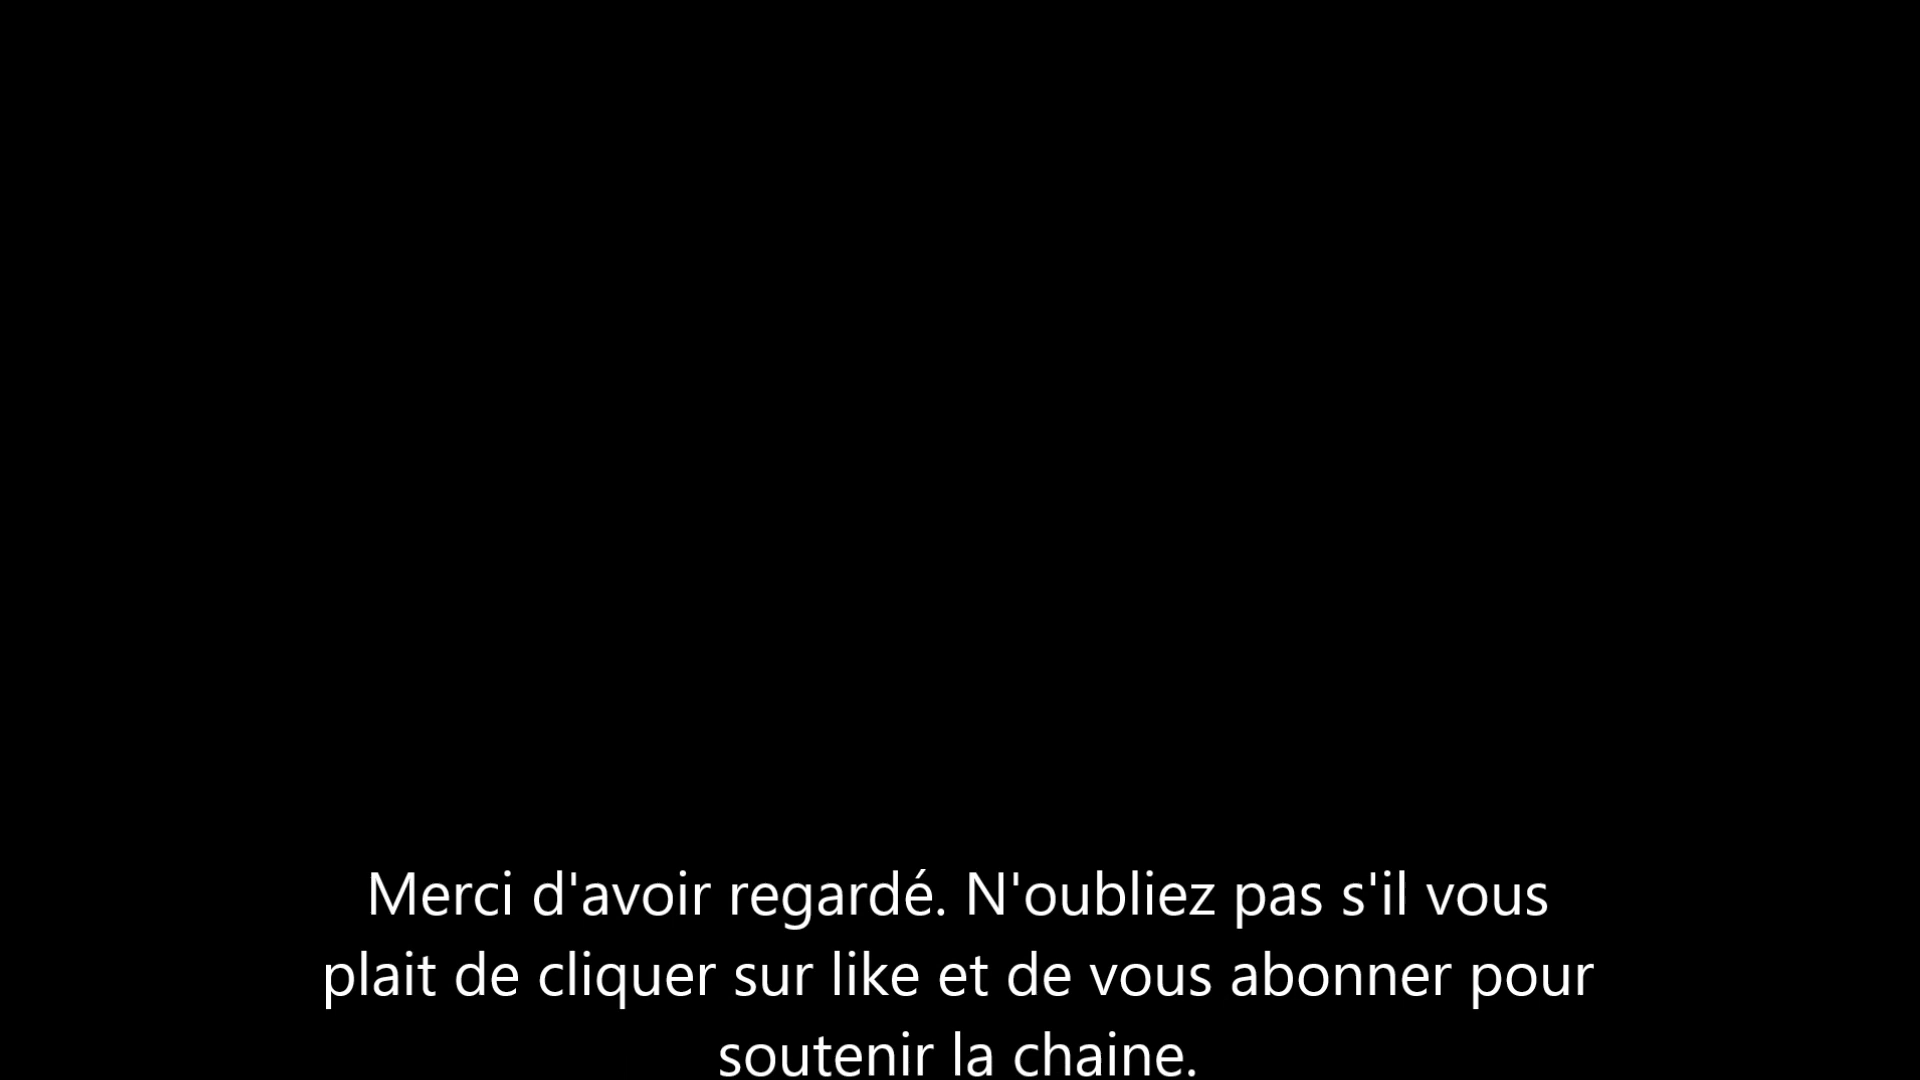 Merci d'avoir regardé. N'oubliez pas s'il vous
plait de cliquer sur like et de vous abonner pour
soutenir la chaine.